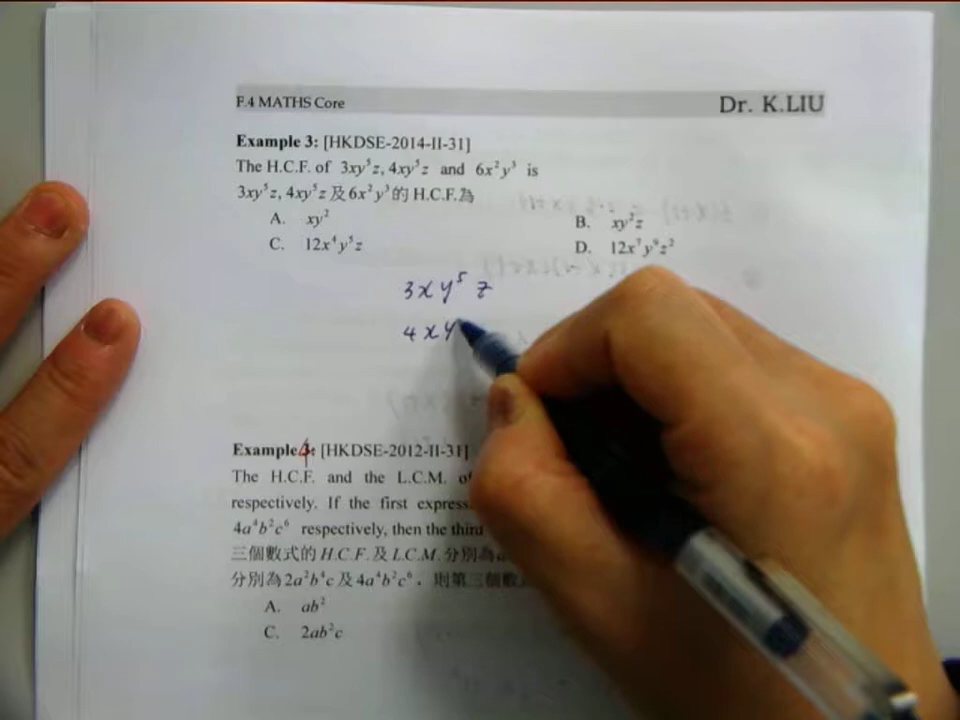 F.4 MATHS Core
Dr. K.LIU
Example 3: [HKDSE-2014-II-31]
The H.C.F. of 3xy⁵z, 4xy⁵z and 6x²y³ is
3xy⁵z, 4xy⁵z 及 6x²y³ 的 H.C.F.為
A. xy²
B. xy²z
C. 12x⁴y⁵z
D. 12x⁷y⁹z²
3xy⁵ z
4xy
Example 4: [HKDSE-2012-II-31]
The H.C.F. and the L.C.M. of
respectively. If the first express
4a⁴b²c⁶ respectively, then the third
三個數式的 H.C.F. 及 L.C.M. 分別為
分別為 2a²b⁴c 及 4a⁴b²c⁶，則第三個數
A. ab²
C. 2ab²c